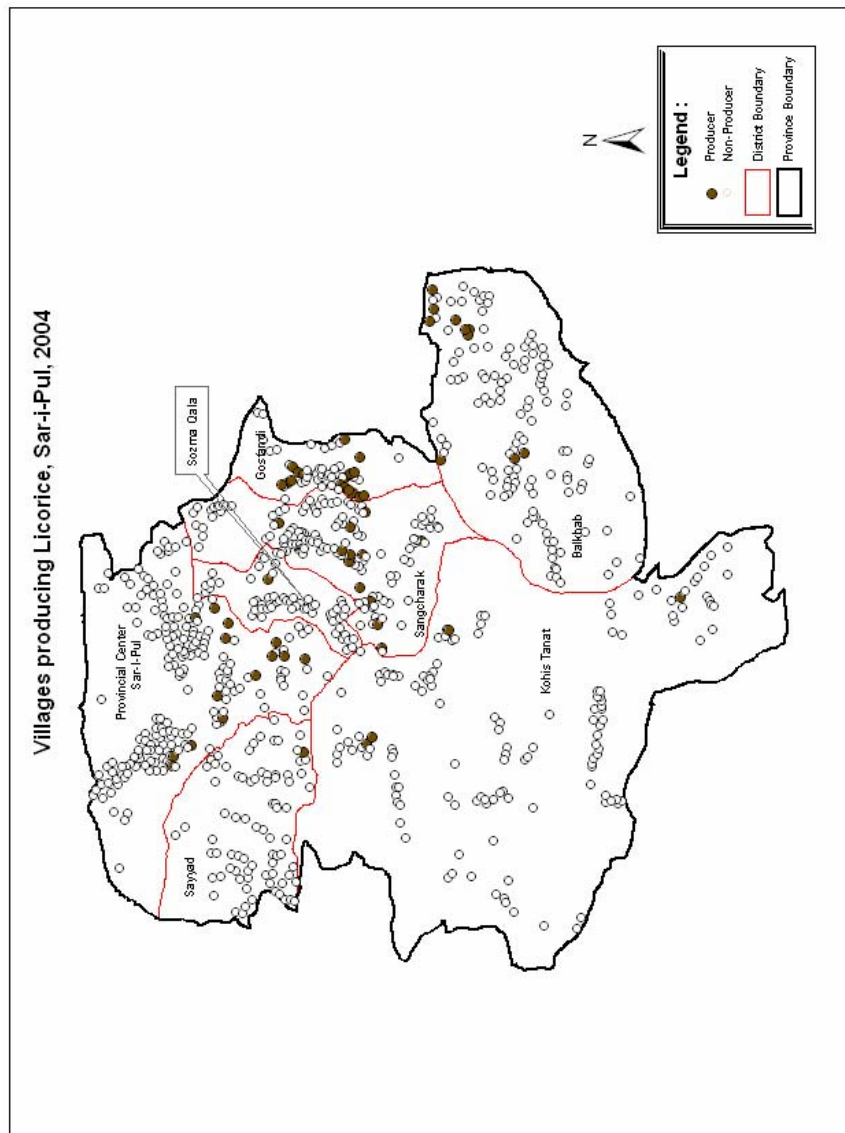 Villages producing Licorice, Sar-i-Pul, 2004
Sozma Qala
Gosfandi
Provincial Center
Sar-I-Pul
Sayyad
Sangcharak
Balkhab
Kohis Tanat
N
Legend :
Producer
Non-Producer
District Boundary
Province Boundary